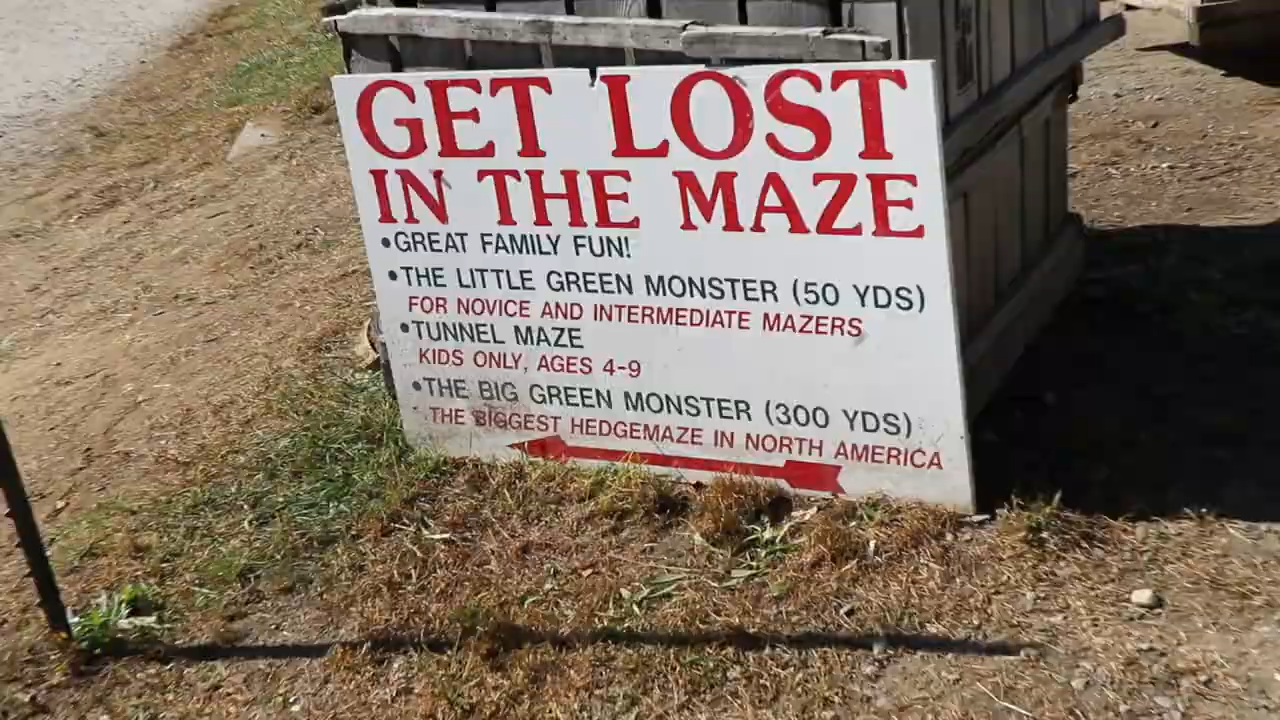 GET LOST
IN THE MAZE
•GREAT FAMILY FUN!
•THE LITTLE GREEN MONSTER (50 YDS)
FOR NOVICE AND INTERMEDIATE MAZERS
•TUNNEL MAZE
KIDS ONLY, AGES 4-9
•THE BIG GREEN MONSTER (300 YDS)
THE BIGGEST HEDGEMAZE IN NORTH AMERICA